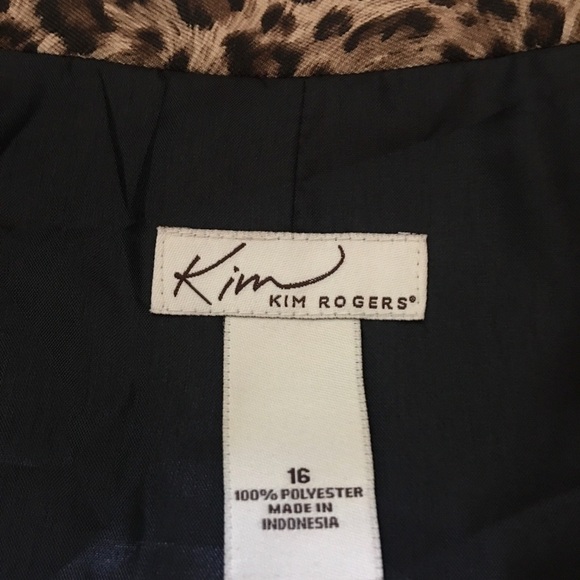 Kim
KIM ROGERS®
16
100% POLYESTER
MADE IN
INDONESIA